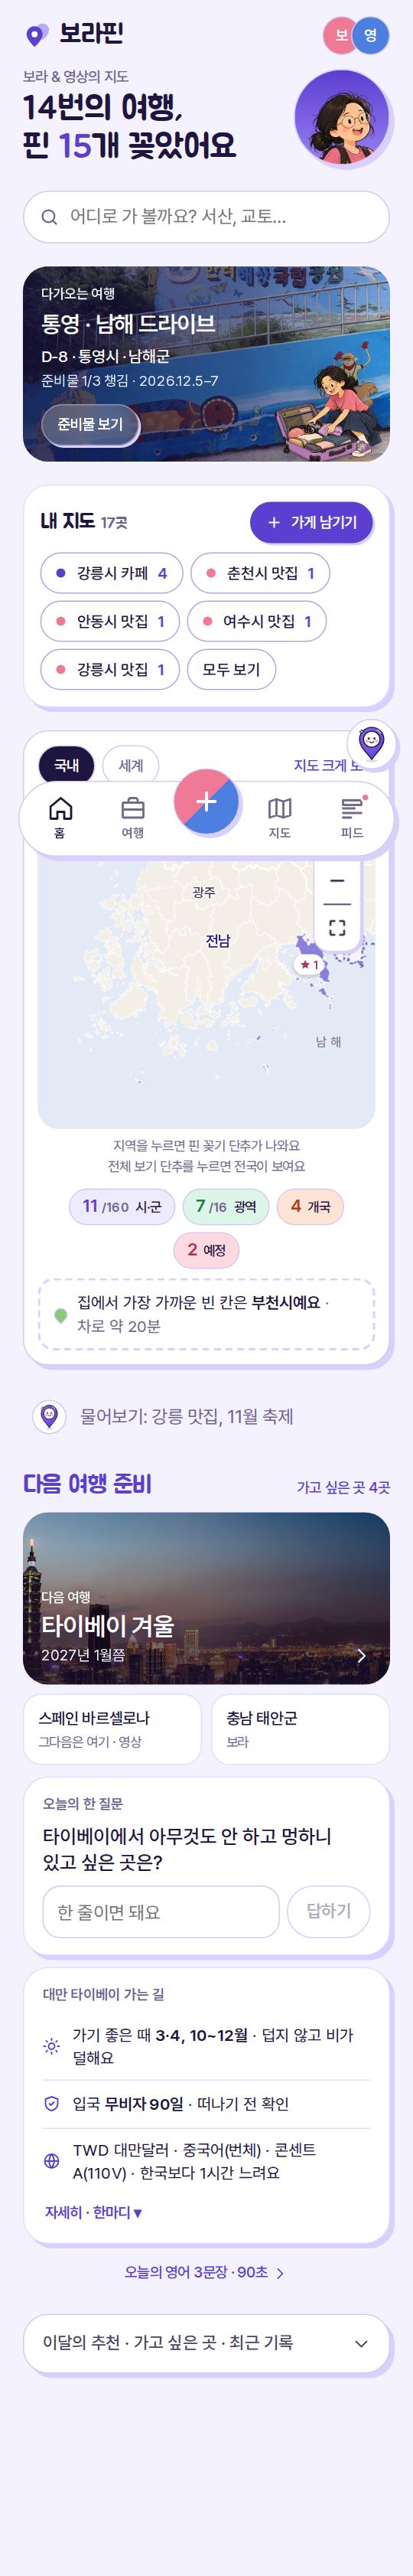 보라핀
보 영
보라 & 영상의 지도
14번의 여행,
핀 15개 꽂았어요
어디로 가 볼까요? 서산, 교토...
다가오는 여행
통영 · 남해 드라이브
D-8 · 통영시 · 남해군
준비물 1/3 챙김 · 2026.12.5–7
준비물 보기
내 지도 17곳
+ 가게 남기기
강릉시 카페 4
춘천시 맛집 1
안동시 맛집 1
여수시 맛집 1
강릉시 맛집 1
모두 보기
국내
세계
지도 크게
홈
여행
+
지도
피드
광주
전남
★ 1
남해
지역을 누르면 핀 꽂기 단추가 나와요
전체 보기 단추를 누르면 전국이 보여요
11 /160 시·군
7 /16 광역
4 개국
2 예정
집에서 가장 가까운 빈 칸은 부천시예요 ·
차로 약 20분
물어보기: 강릉 맛집, 11월 축제
다음 여행 준비
가고 싶은 곳 4곳
다음 여행
타이베이 겨울
2027년 1월쯤
스페인 바르셀로나
그다음은 여기 · 영상
충남 태안군
보라
오늘의 한 질문
타이베이에서 아무것도 안 하고 멍하니
있고 싶은 곳은?
한 줄이면 돼요
답하기
대만 타이베이 가는 길
가기 좋은 때 3·4, 10~12월 · 덥지 않고 비가
덜해요
입국 무비자 90일 · 떠나기 전 확인
TWD 대만달러 · 중국어(번체) · 콘센트
A(110V) · 한국보다 1시간 느려요
자세히 · 한마디 ▾
오늘의 영어 3문장 · 90초
이달의 추천 · 가고 싶은 곳 · 최근 기록